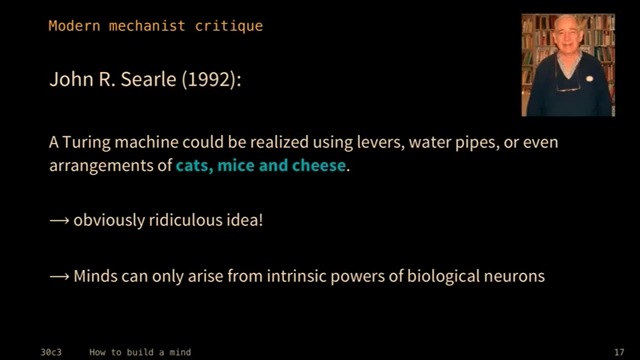 Modern mechanist critique
John R. Searle (1992):
A Turing machine could be realized using levers, water pipes, or even
arrangements of cats, mice and cheese.
⟶ obviously ridiculous idea!
⟶ Minds can only arise from intrinsic powers of biological neurons
30c3 How to build a mind 17